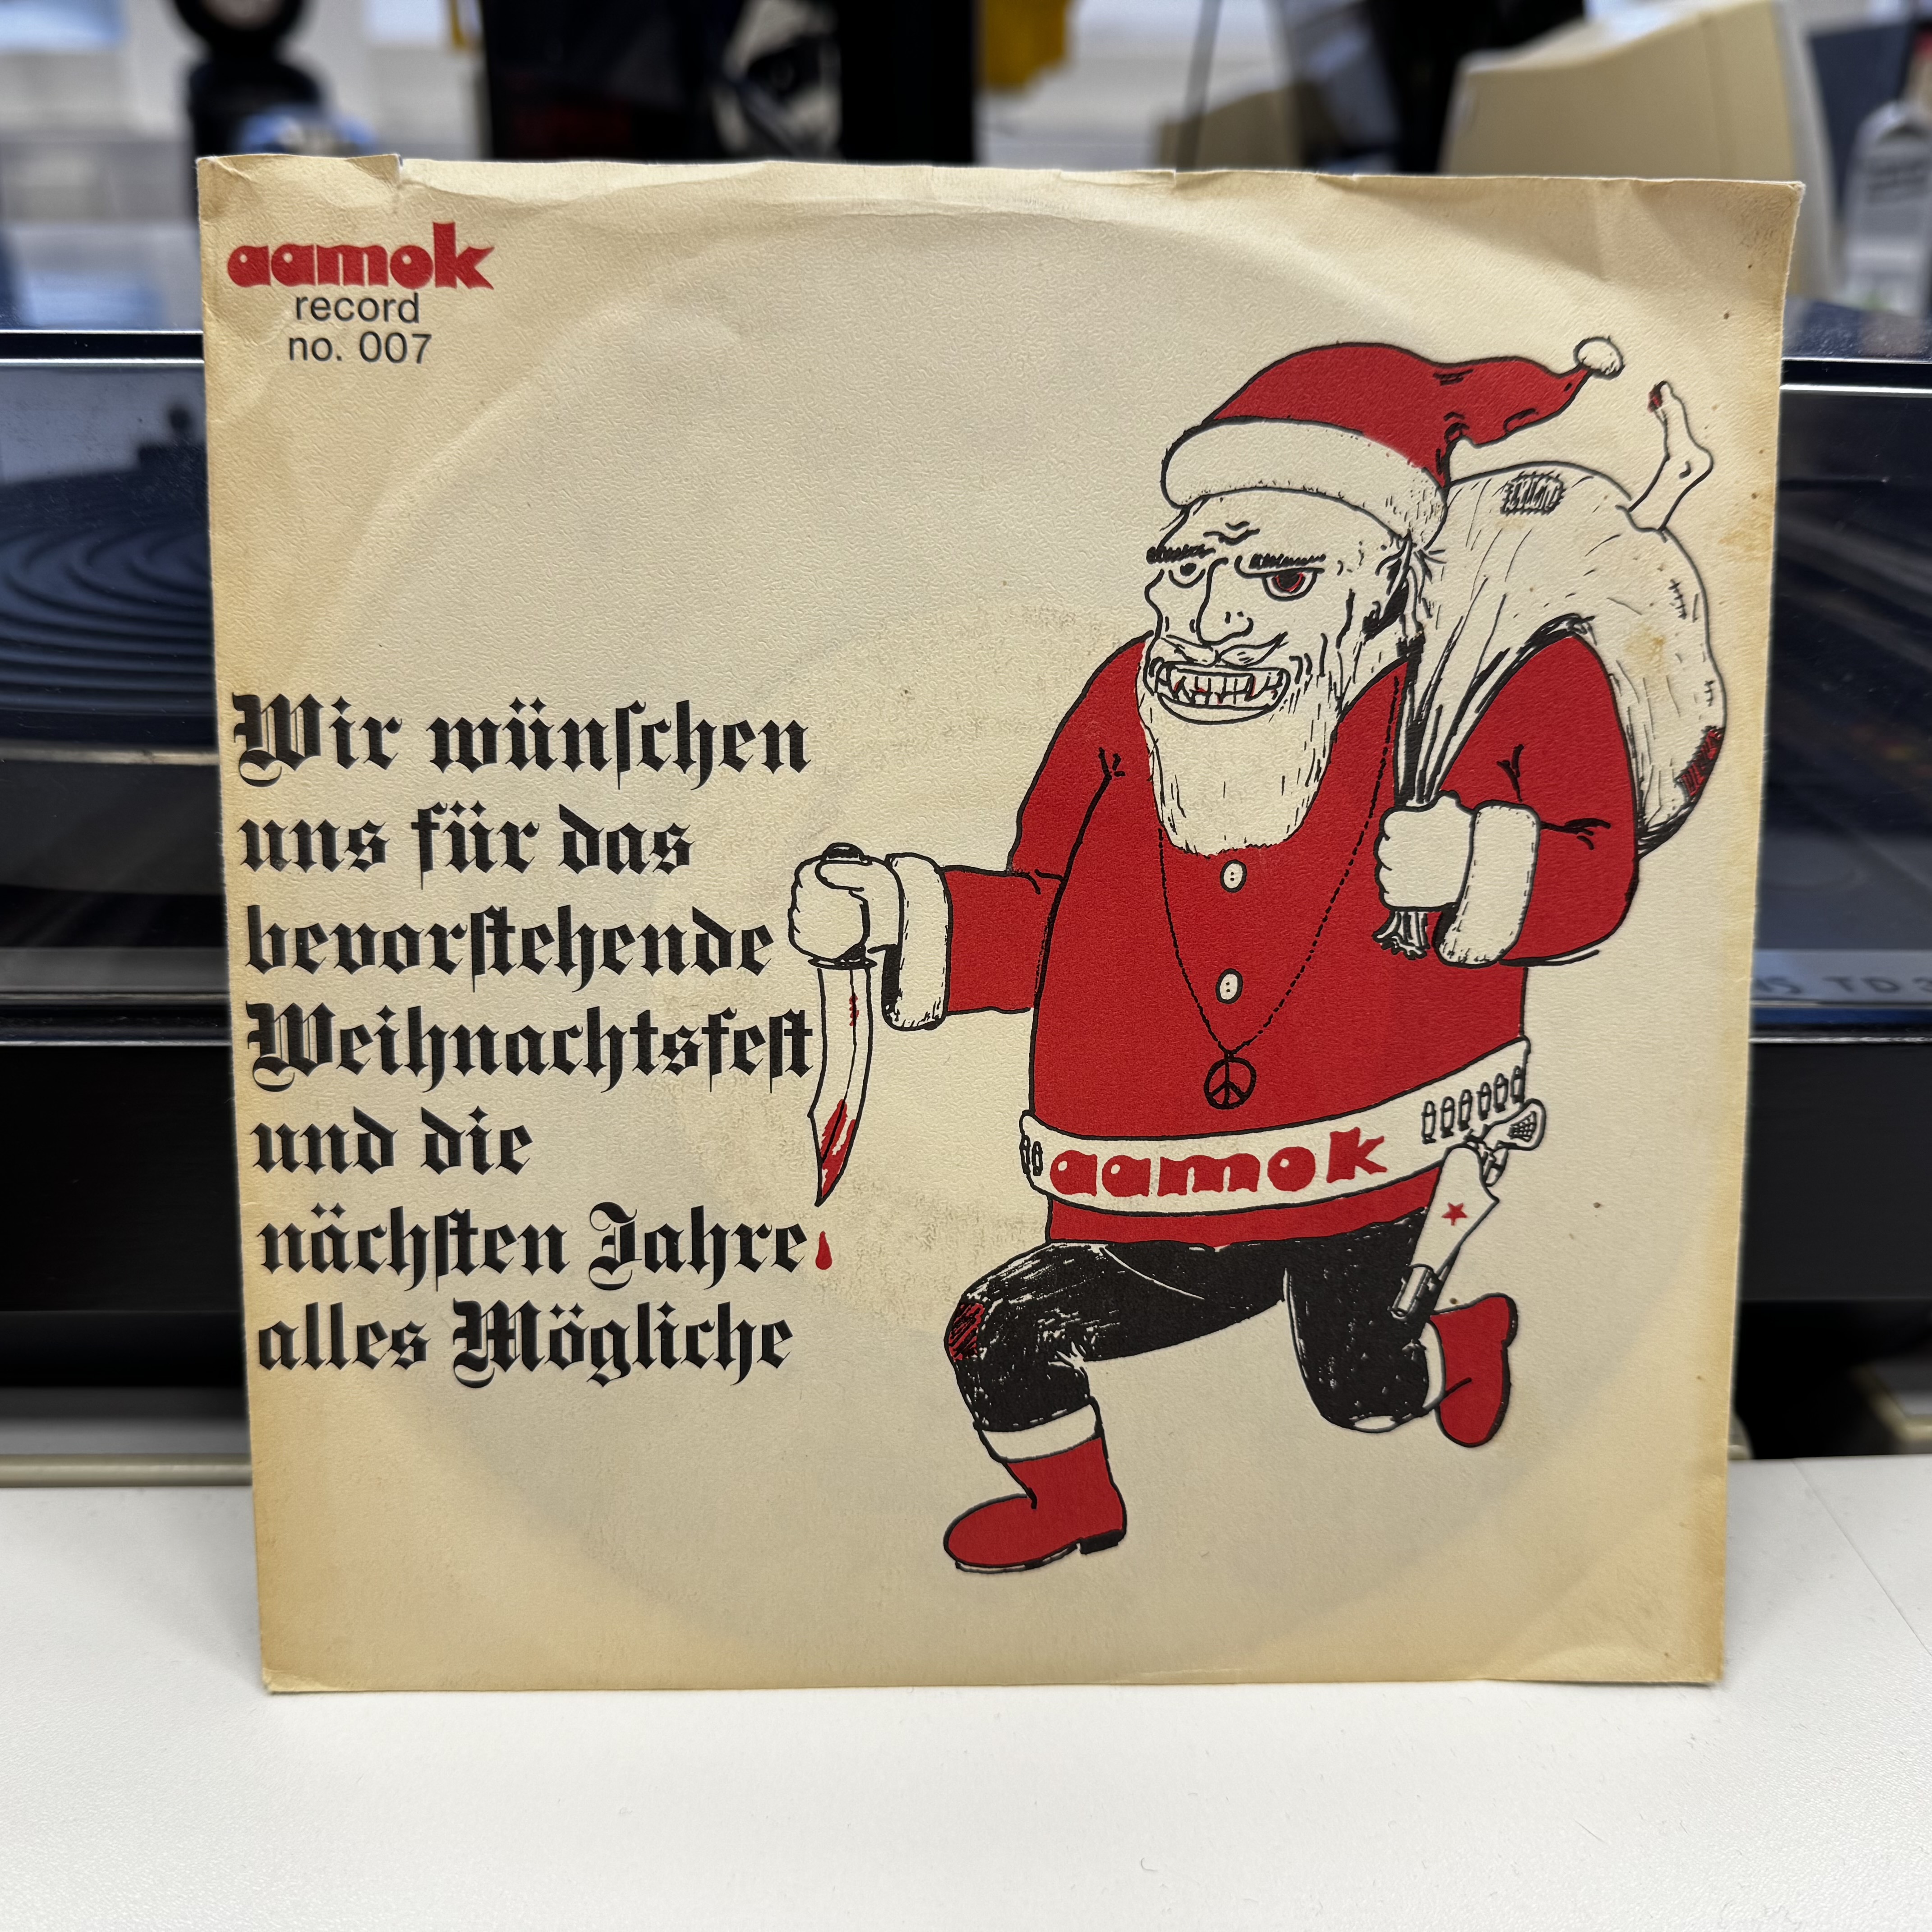 aamok
record
no. 007
Wir wünſchen
uns für das
bevorſtehende
Weihnachtsfeſt
und die
nächſten Jahre
alles Mögliche
aamok